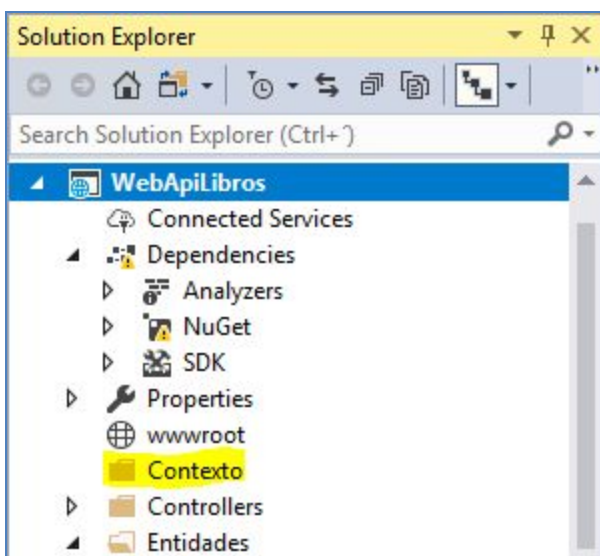 Solution Explorer
Search Solution Explorer (Ctrl+´)
WebApiLibros
Connected Services
Dependencies
Analyzers
NuGet
SDK
Properties
wwwroot
Contexto
Controllers
Entidades